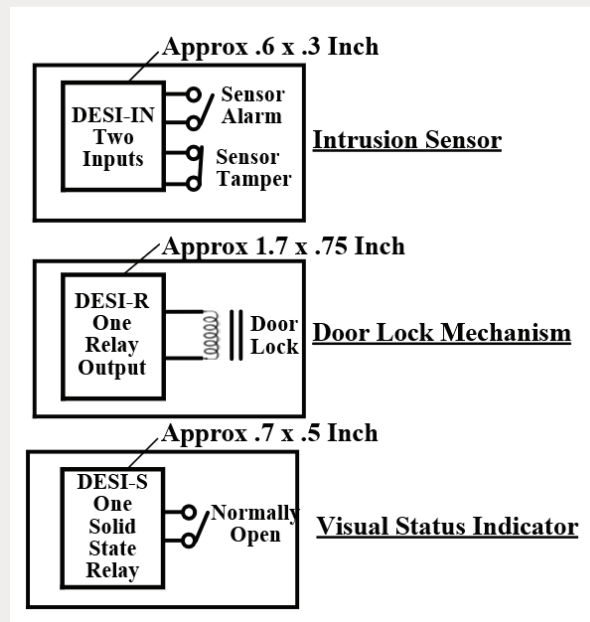 Approx .6 x .3 Inch
DESI-IN
Two
Inputs
Sensor
Alarm
Sensor
Tamper
Intrusion Sensor
Approx 1.7 x .75 Inch
DESI-R
One
Relay
Output
Door
Lock
Door Lock Mechanism
Approx .7 x .5 Inch
DESI-S
One
Solid
State
Relay
Normally
Open
Visual Status Indicator